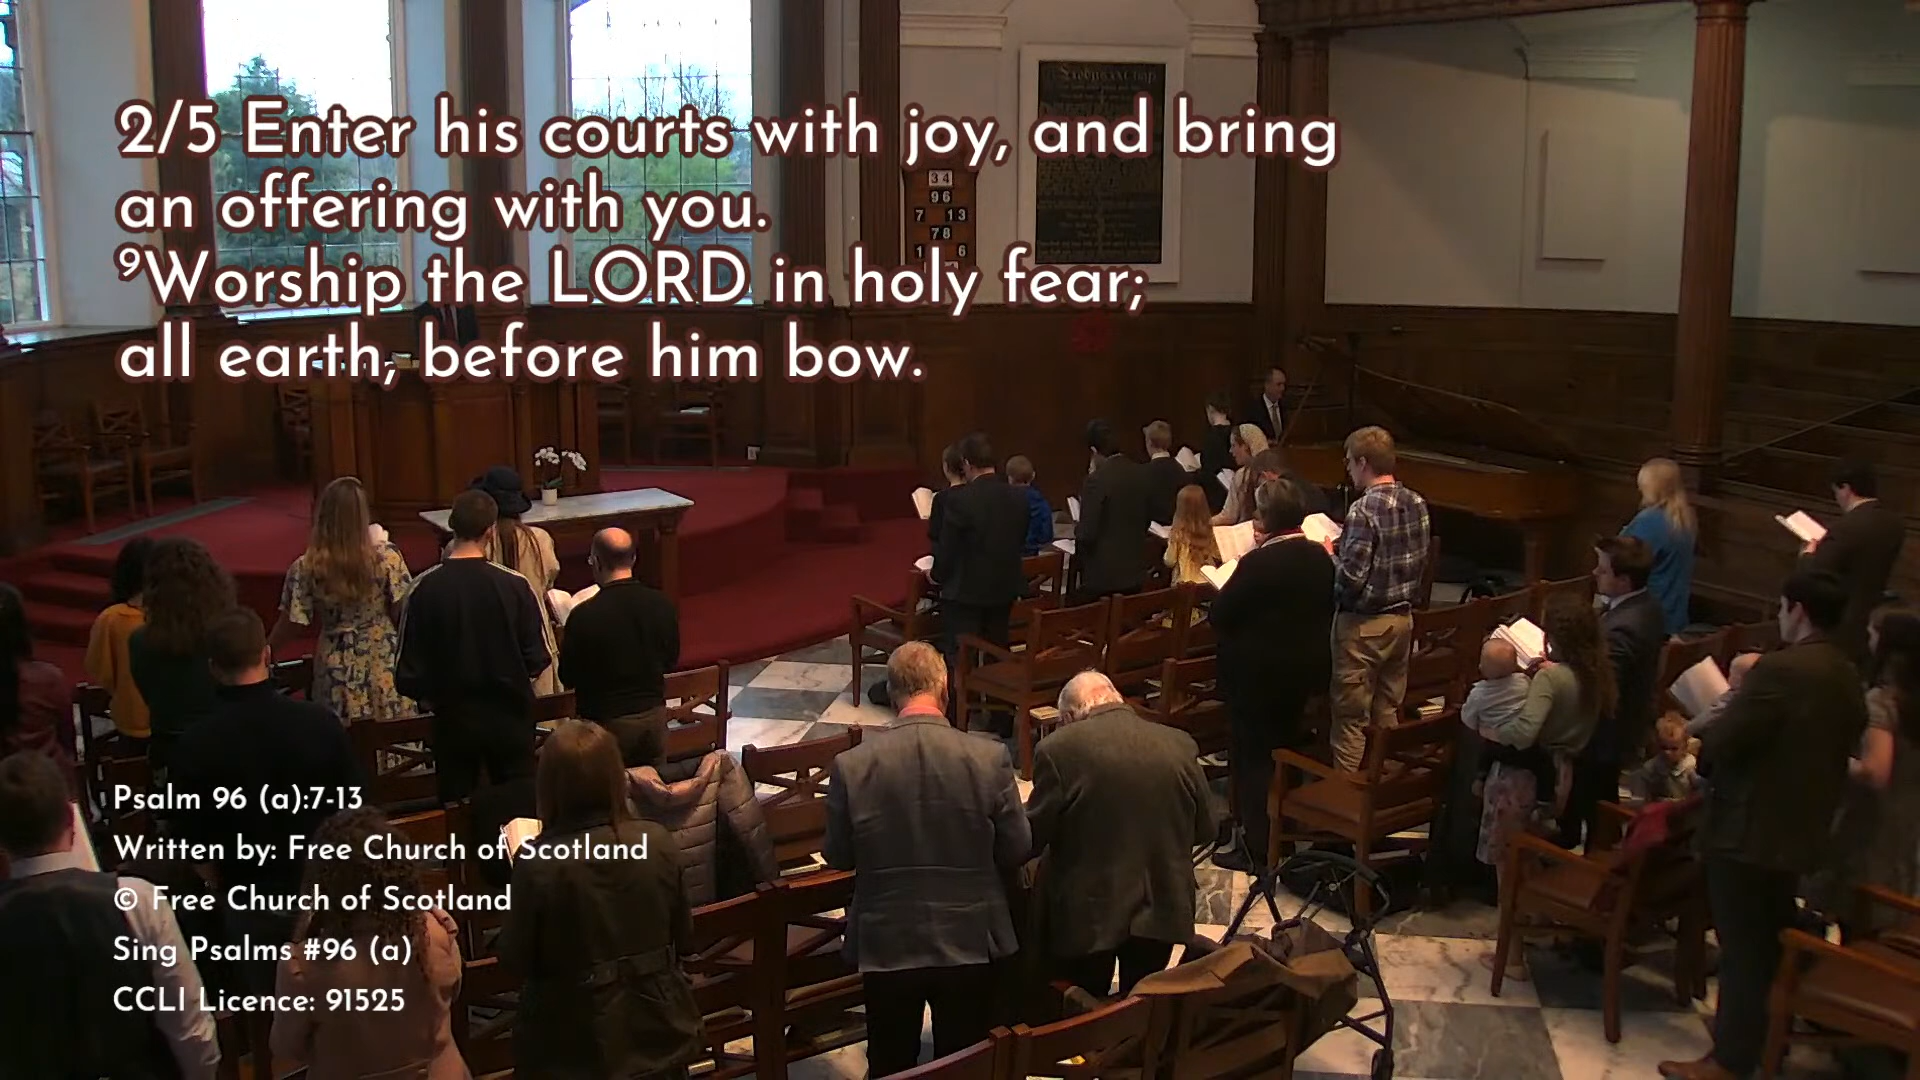 2/5 Enter his courts with joy, and bring
an offering with you.
⁹Worship the LORD in holy fear;
all earth, before him bow.
34
96
7 13
78
1 6
Psalm 96 (a):7-13
Written by: Free Church of Scotland
© Free Church of Scotland
Sing Psalms #96 (a)
CCLI Licence: 91525